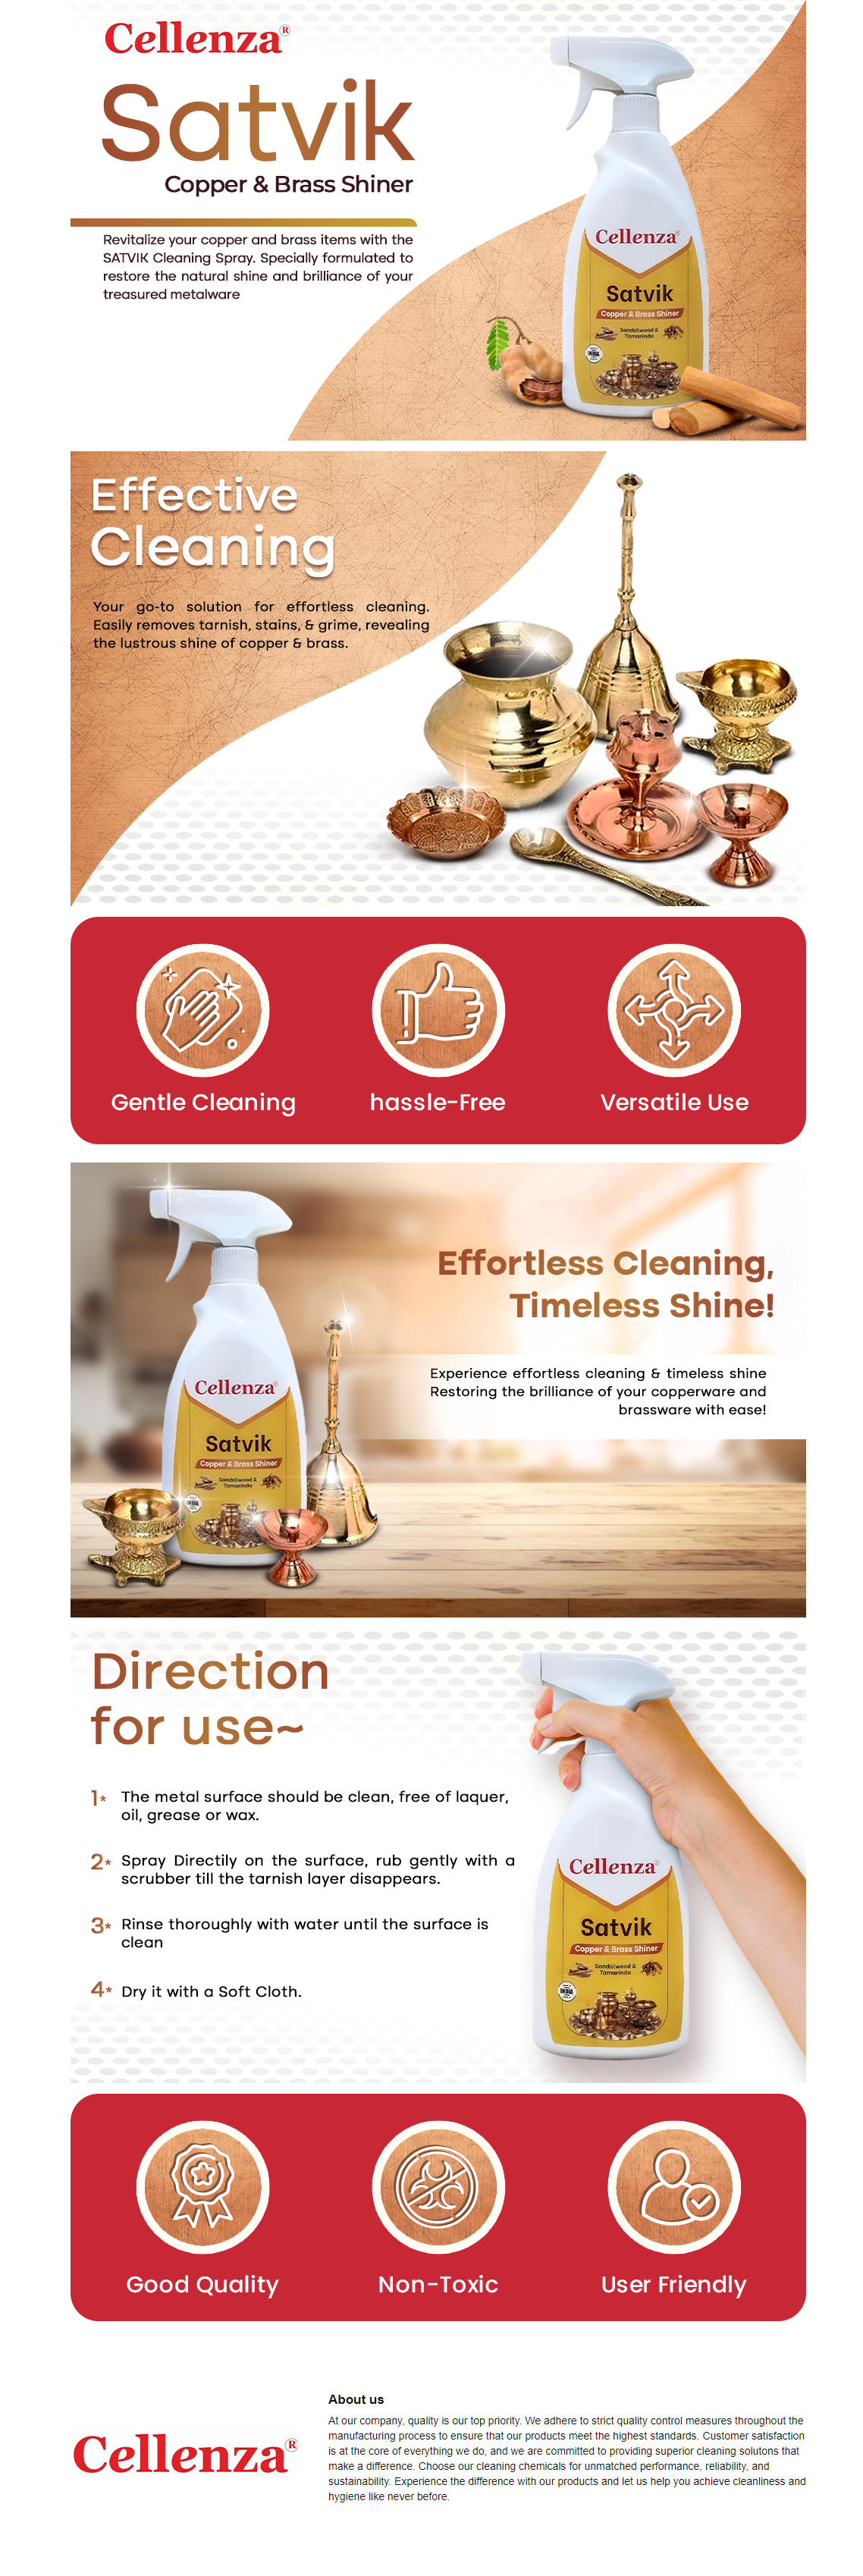 Cellenza®
Satvik
Copper & Brass Shiner
Revitalize your copper and brass items with the
SATVIK Cleaning Spray. Specially formulated to
restore the natural shine and brilliance of your
treasured metalware
Cellenza
Satvik
Copper & Brass Shiner
Sandalwood &
Tamarinda
INDIA
Effective
Cleaning
Your go-to solution for effortless cleaning.
Easily removes tarnish, stains, & grime, revealing
the lustrous shine of copper & brass.
Gentle Cleaning
hassle-Free
Versatile Use
Effortless Cleaning,
Timeless Shine!
Experience effortless cleaning & timeless shine
Restoring the brilliance of your copperware and
brassware with ease!
Cellenza
Satvik
Copper & Brass Shiner
Sandalwood &
Tamarinda
Direction
for use~
1* The metal surface should be clean, free of laquer,
oil, grease or wax.
2* Spray Directily on the surface, rub gently with a
scrubber till the tarnish layer disappears.
3* Rinse thoroughly with water until the surface is
clean
4* Dry it with a Soft Cloth.
Cellenza
Satvik
Copper & Brass Shiner
Sandalwood &
Tamarinda
INDIA
Good Quality
Non-Toxic
User Friendly
Cellenza®
About us
At our company, quality is our top priority. We adhere to strict quality control measures throughout the
manufacturing process to ensure that our products meet the highest standards. Customer satisfaction
is at the core of everything we do, and we are committed to providing superior cleaning solutons that
make a difference. Choose our cleaning chemicals for unmatched performance, reliability, and
sustainability. Experience the difference with our products and let us help you achieve cleanliness and
hygiene like never before.